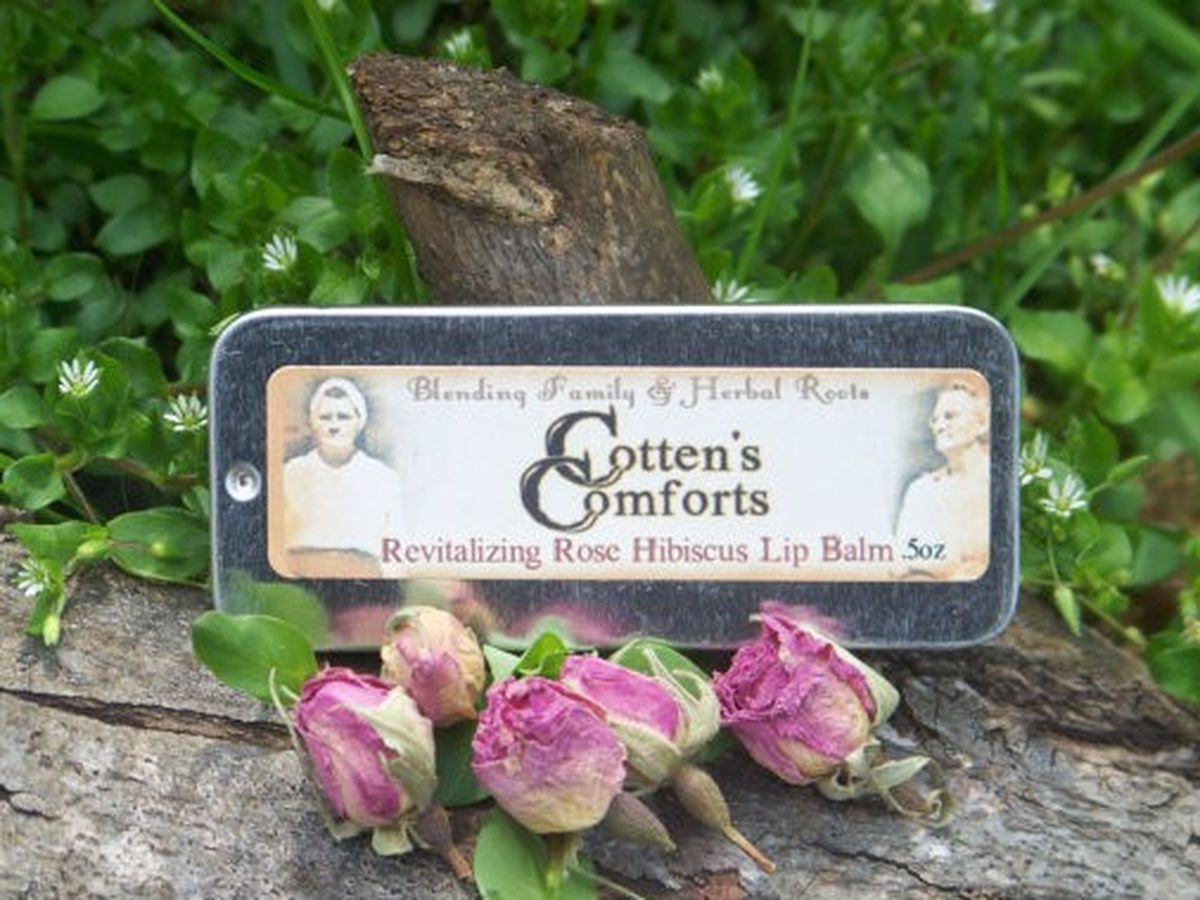 Blending Family & Herbal Roots
Cotten's
Comforts
Revitalizing Rose Hibiscus Lip Balm .5oz